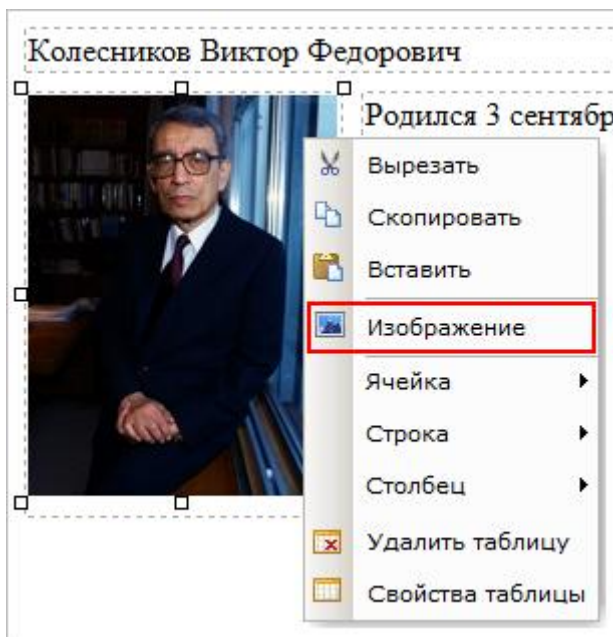 Колесников Виктор Федорович
Родился 3 сентябр
Вырезать
Скопировать
Вставить
Изображение
Ячейка
Строка
Столбец
Удалить таблицу
Свойства таблицы